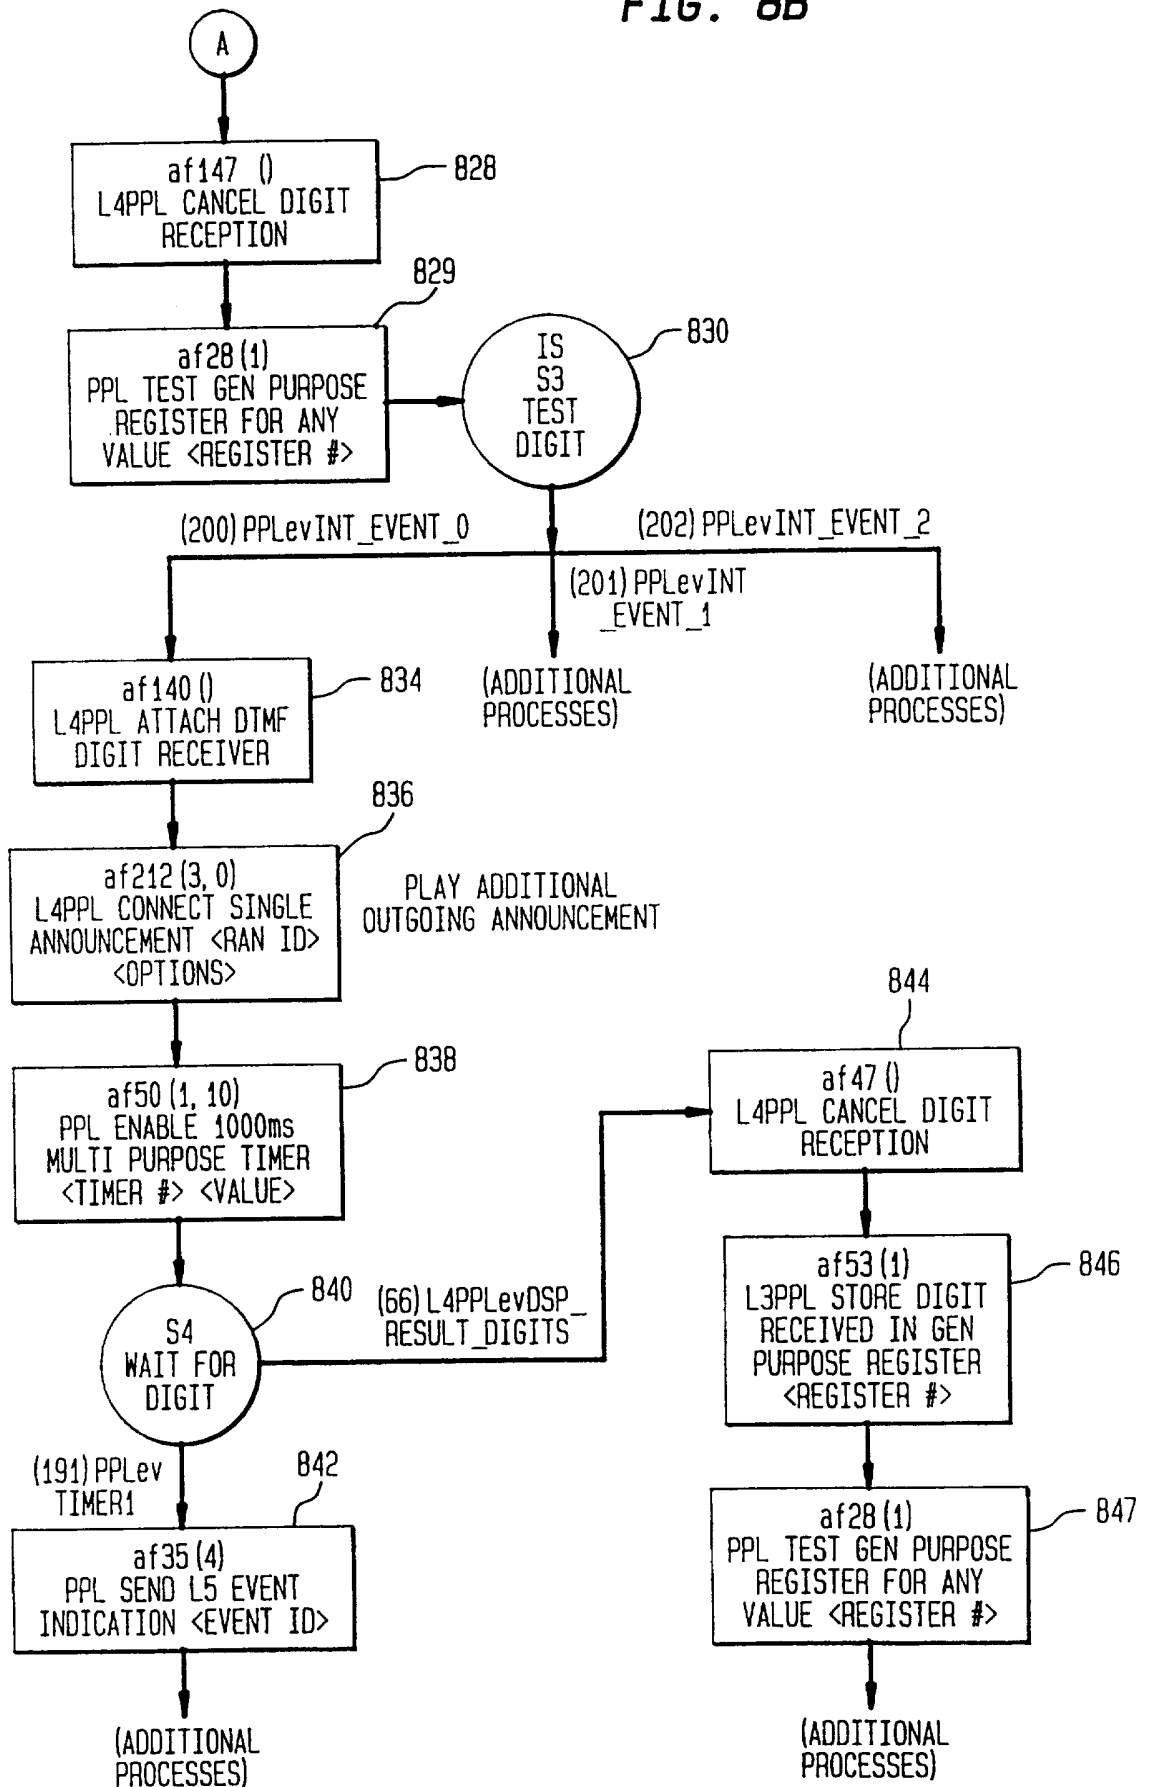 FIG. 8B
A
af147 ()
L4PPL CANCEL DIGIT
RECEPTION
828
829
af28(1)
PPL TEST GEN PURPOSE
REGISTER FOR ANY
VALUE <REGISTER #>
IS
S3
TEST
DIGIT
830
(200) PPLevINT_EVENT_0
(202) PPLevINT_EVENT_2
(201) PPLevINT
_EVENT_1
af140()
L4PPL ATTACH DTMF
DIGIT RECEIVER
834
(ADDITIONAL
PROCESSES)
(ADDITIONAL
PROCESSES)
836
af212(3, 0)
L4PPL CONNECT SINGLE
ANNOUNCEMENT <RAN ID>
<OPTIONS>
PLAY ADDITIONAL
OUTGOING ANNOUNCEMENT
838
af50(1, 10)
PPL ENABLE 1000ms
MULTI PURPOSE TIMER
<TIMER #> <VALUE>
844
af47()
L4PPL CANCEL DIGIT
RECEPTION
840
S4
WAIT FOR
DIGIT
(66) L4PPLevDSP_
RESULT_DIGITS
846
af53(1)
L3PPL STORE DIGIT
RECEIVED IN GEN
PURPOSE REGISTER
<REGISTER #>
(191) PPLev
TIMER1
842
af35(4)
PPL SEND L5 EVENT
INDICATION <EVENT ID>
847
af28(1)
PPL TEST GEN PURPOSE
REGISTER FOR ANY
VALUE <REGISTER #>
(ADDITIONAL
PROCESSES)
(ADDITIONAL
PROCESSES)